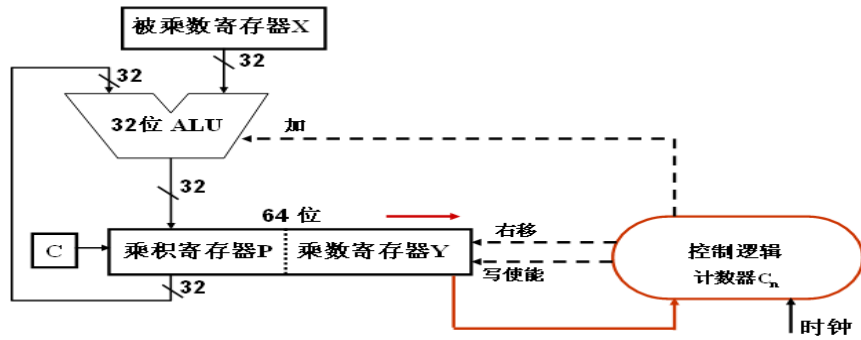 被乘数寄存器X
32
32
32位 ALU
加
32
64 位
C
乘积寄存器P
乘数寄存器Y
右移
写使能
控制逻辑
计数器Cn
32
时钟